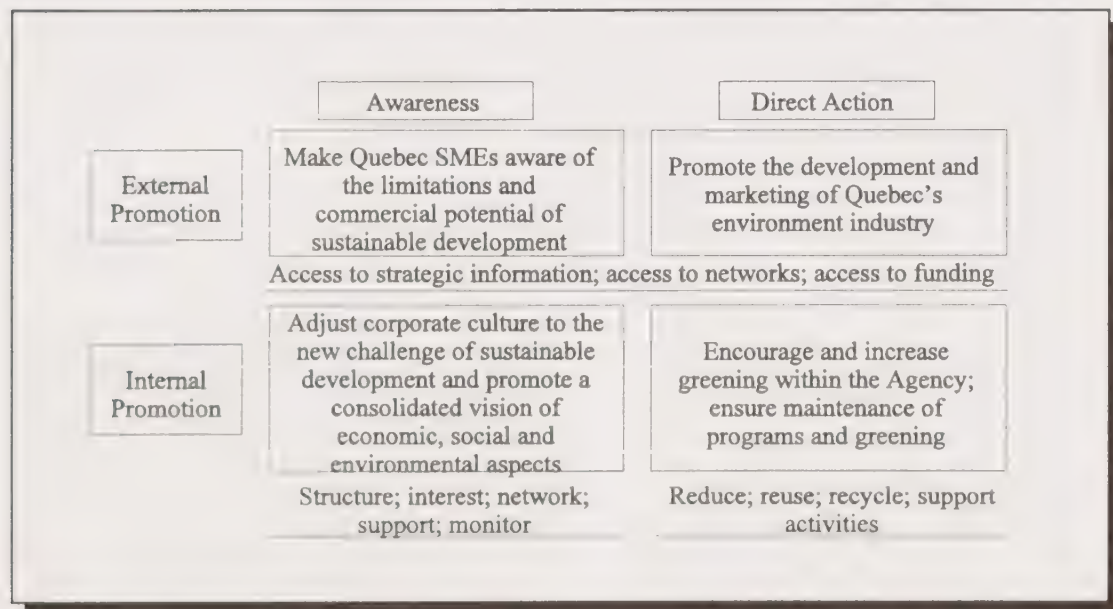 Awareness
Direct Action
External
Promotion
Make Quebec SMEs aware of
the limitations and
commercial potential of
sustainable development
Promote the development and
marketing of Quebec's
environment industry
Access to strategic information; access to networks; access to funding
Internal
Promotion
Adjust corporate culture to the
new challenge of sustainable
development and promote a
consolidated vision of
economic, social and
environmental aspects
Encourage and increase
greening within the Agency;
ensure maintenance of
programs and greening
Structure; interest; network;
support; monitor
Reduce; reuse; recycle; support
activities